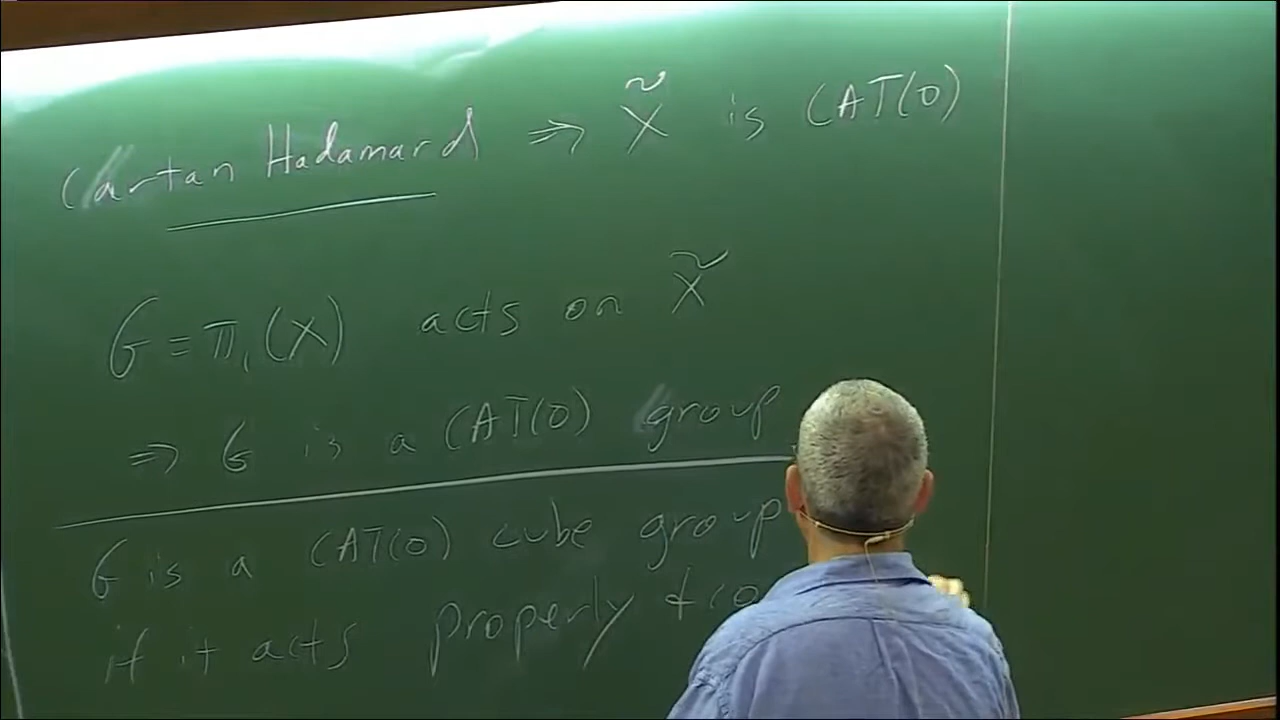 Cartan Hadamard ⇒ X̃ is CAT(0)
G = π₁(X) acts on X̃
⇒ G is a CAT(0) group
G is a CAT(0) cube group
if it acts properly & co